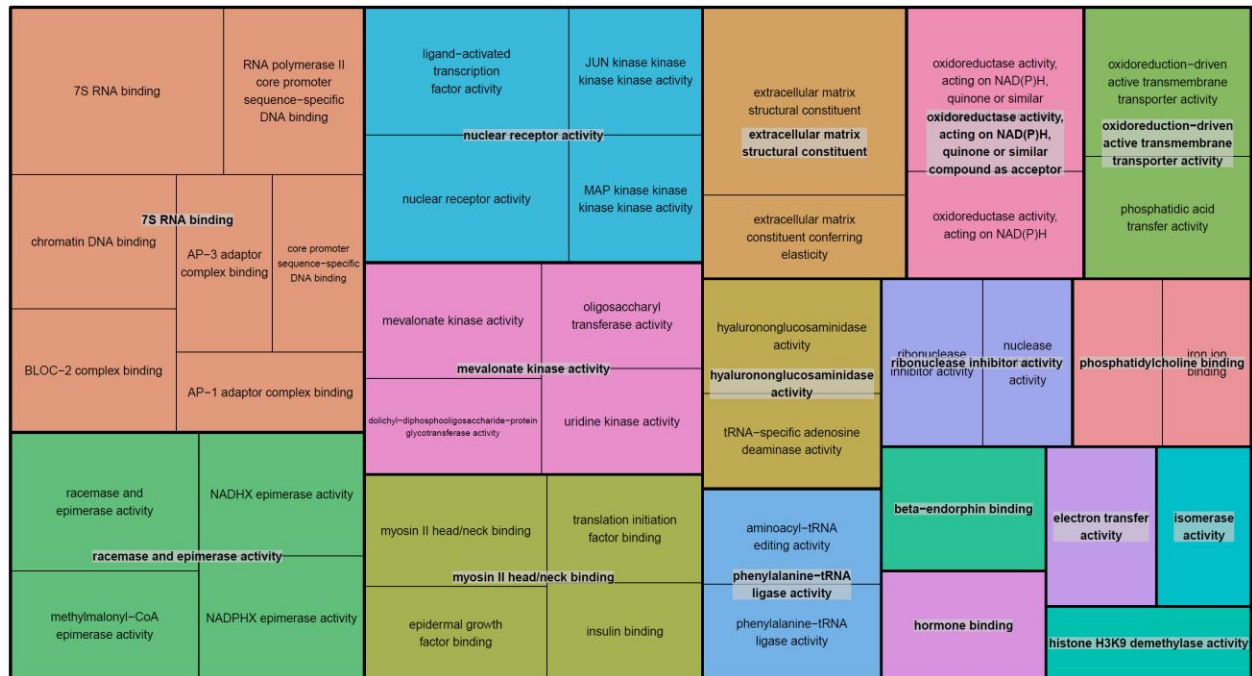 7S RNA binding
RNA polymerase II
core promoter
sequence−specific
DNA binding
7S RNA binding
chromatin DNA binding
AP−3 adaptor
complex binding
core promoter
sequence−specific
DNA binding
BLOC−2 complex binding
AP−1 adaptor complex binding
racemase and
epimerase activity
NADHX epimerase activity
racemase and epimerase activity
methylmalonyl−CoA
epimerase activity
NADPHX epimerase activity
ligand−activated
transcription
factor activity
JUN kinase kinase
kinase kinase activity
nuclear receptor activity
nuclear receptor activity
MAP kinase kinase
kinase kinase activity
mevalonate kinase activity
oligosaccharyl
transferase activity
mevalonate kinase activity
dolichyl−diphosphooligosaccharide−protein
glycotransferase activity
uridine kinase activity
myosin II head/neck binding
translation initiation
factor binding
myosin II head/neck binding
epidermal growth
factor binding
insulin binding
extracellular matrix
structural constituent
extracellular matrix
structural constituent
extracellular matrix
constituent conferring
elasticity
hyalurononglucosaminidase
activity
hyalurononglucosaminidase
activity
tRNA−specific adenosine
deaminase activity
aminoacyl−tRNA
editing activity
phenylalanine−tRNA
ligase activity
phenylalanine−tRNA
ligase activity
oxidoreductase activity,
acting on NAD(P)H,
quinone or similar
oxidoreductase activity,
acting on NAD(P)H,
quinone or similar
compound as acceptor
oxidoreductase activity,
acting on NAD(P)H
oxidoreduction−driven
active transmembrane
transporter activity
oxidoreduction−driven
active transmembrane
transporter activity
phosphatidic acid
transfer activity
ribonuclease
inhibitor activity
nuclease
activity
ribonuclease inhibitor activity
iron ion
binding
phosphatidylcholine binding
beta−endorphin binding
electron transfer
activity
isomerase
activity
hormone binding
histone H3K9 demethylase activity